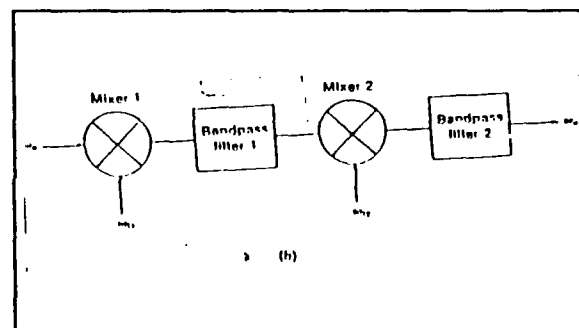 Mixer 1
Mixer 2
Bandpass
filter 1
Bandpass
filter 2
(b)